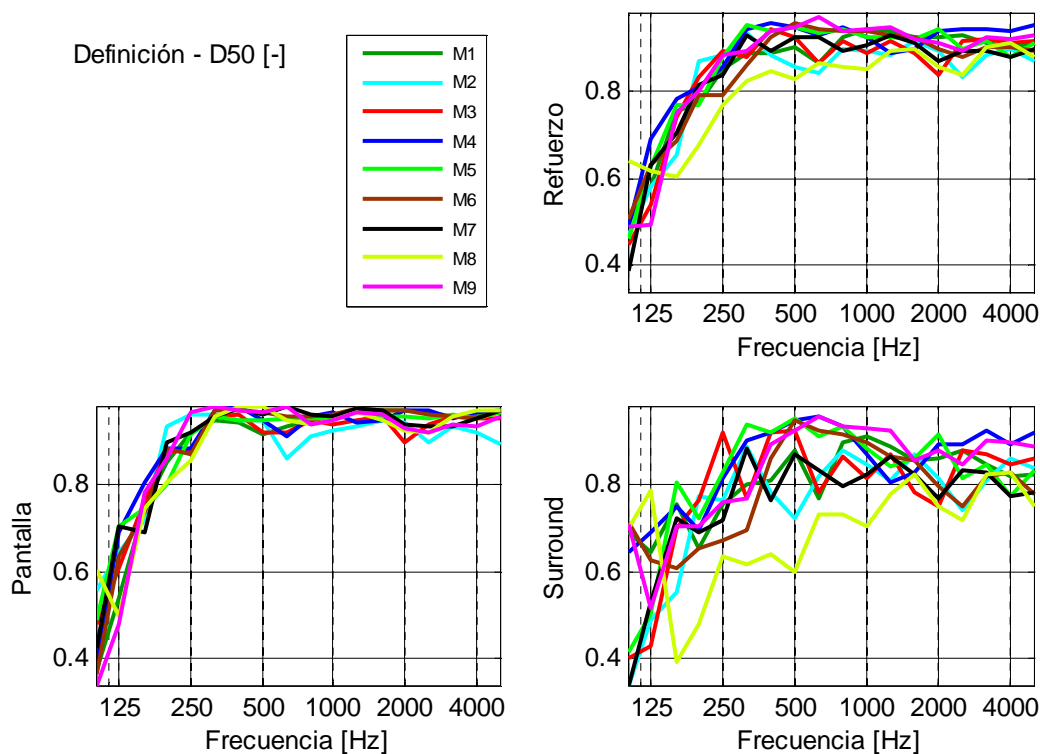 Definición - D50 [-]
M1
M2
M3
M4
M5
M6
M7
M8
M9
Refuerzo
0.8
0.6
0.4
125 250 500 1000 2000 4000
Frecuencia [Hz]
Pantalla
0.8
0.6
0.4
125 250 500 1000 2000 4000
Frecuencia [Hz]
Surround
0.8
0.6
0.4
125 250 500 1000 2000 4000
Frecuencia [Hz]